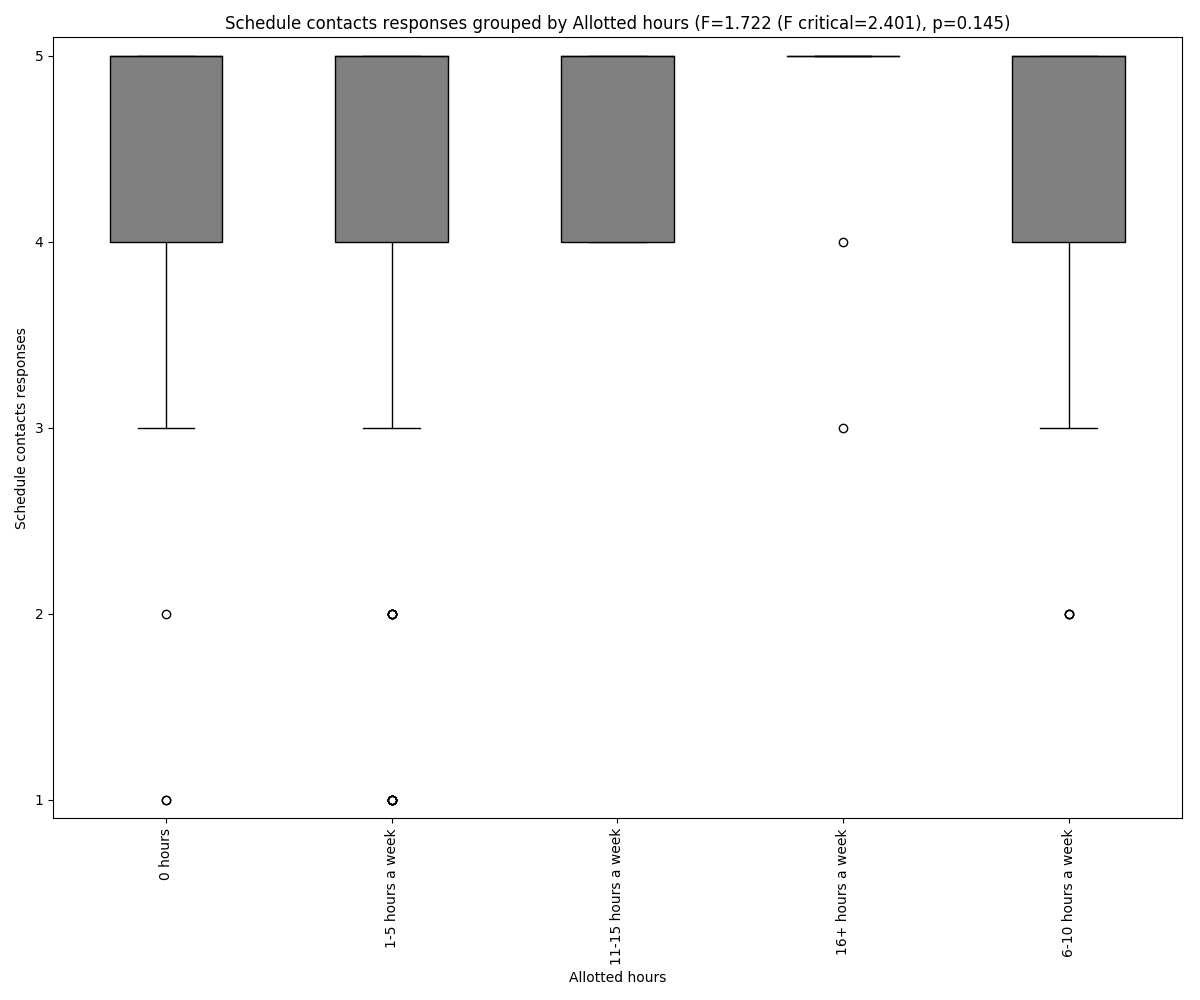 Schedule contacts responses grouped by Allotted hours (F=1.722 (F critical=2.401), p=0.145)
Schedule contacts responses
5
4
3
2
1
0 hours
1-5 hours a week
11-15 hours a week
16+ hours a week
6-10 hours a week
Allotted hours